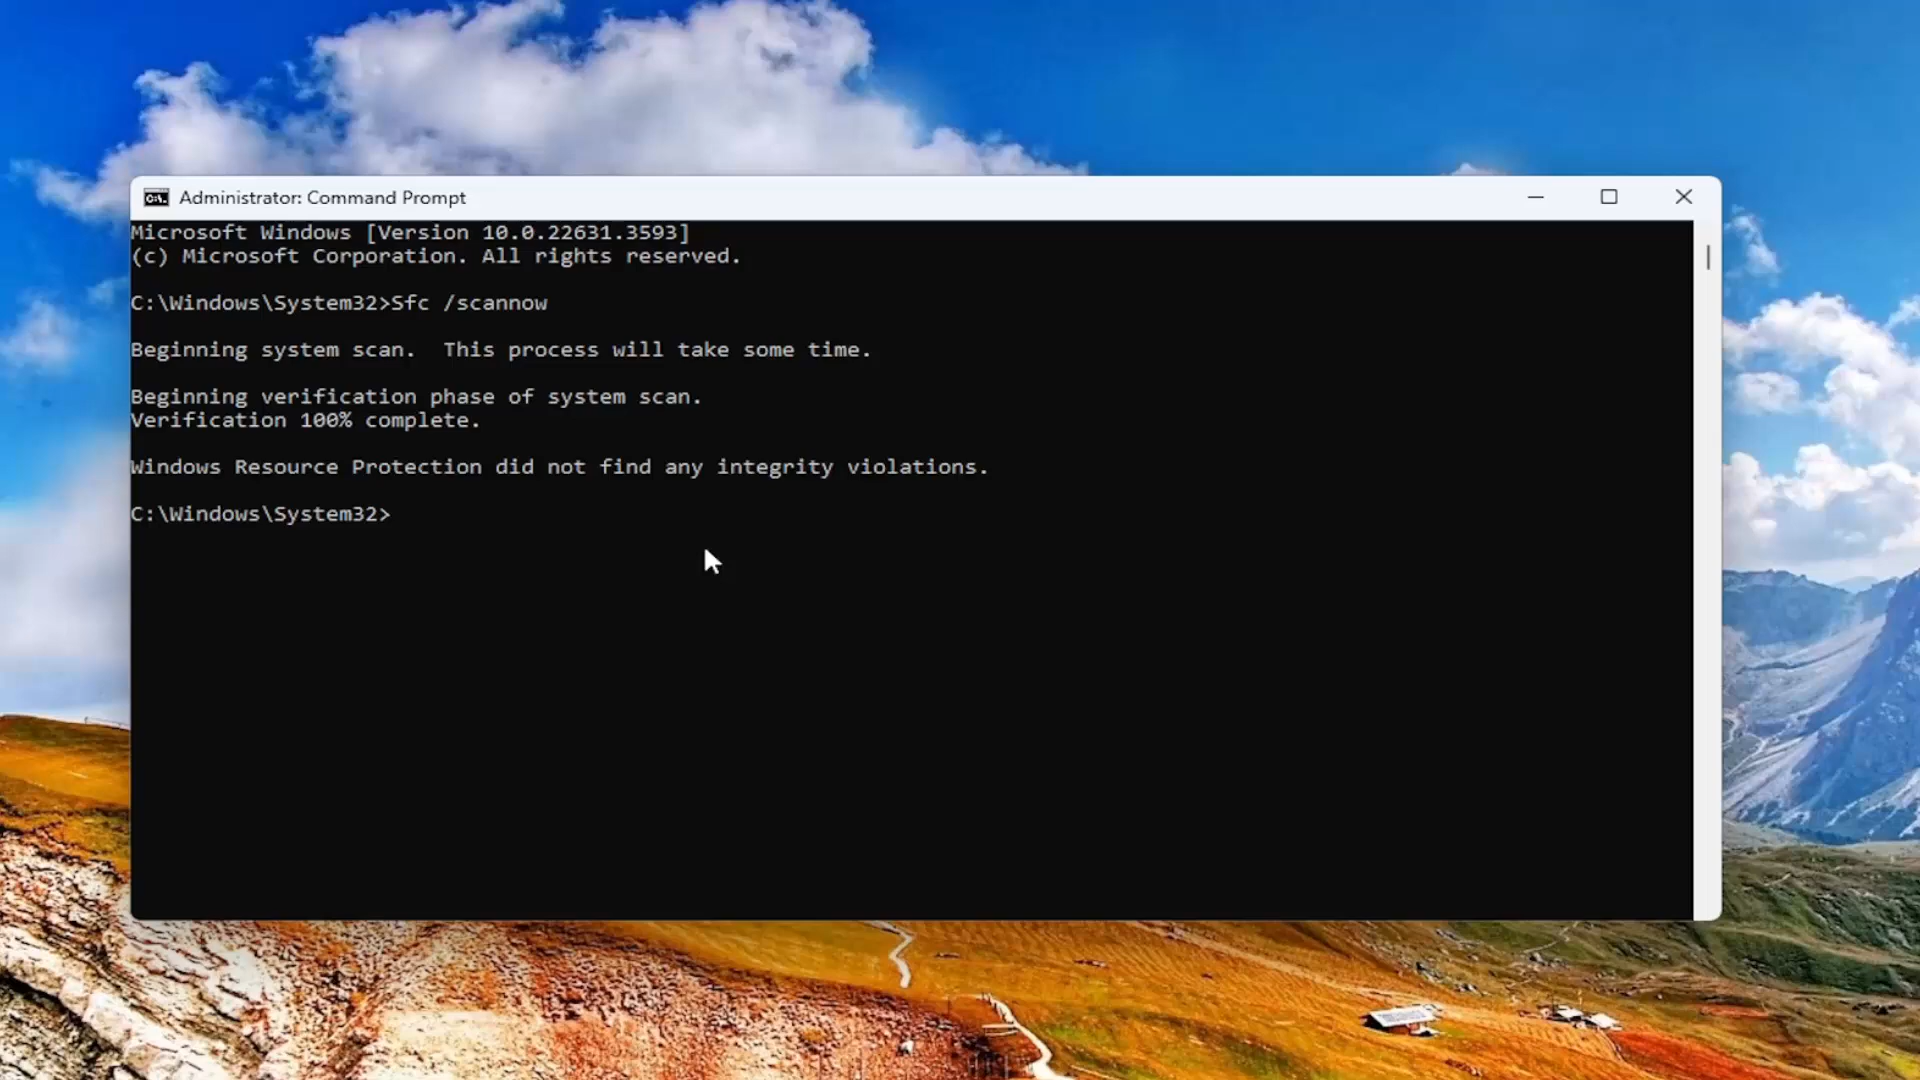 Administrator: Command Prompt
Microsoft Windows [Version 10.0.22631.3593]
(c) Microsoft Corporation. All rights reserved.
C:\Windows\System32>Sfc /scannow
Beginning system scan.  This process will take some time.
Beginning verification phase of system scan.
Verification 100% complete.
Windows Resource Protection did not find any integrity violations.
C:\Windows\System32>